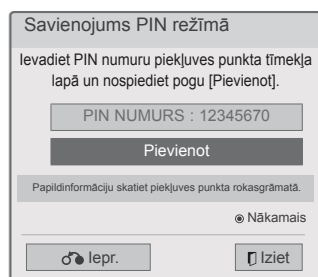 Savienojums PIN režīmā
Ievadiet PIN numuru piekļuves punkta tīmekļa
lapā un nospiediet pogu [Pievienot].
PIN NUMURS : 12345670
Pievienot
Papildinformāciju skatiet piekļuves punkta rokasgrāmatā.
Nākamais
Iepr.
Iziet